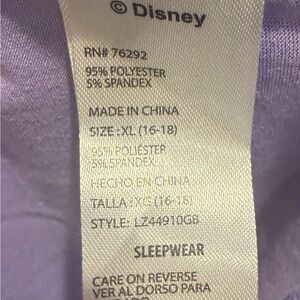 © Disney
RN# 76292
95% POLYESTER
5% SPANDEX
MADE IN CHINA
SIZE : XL (16-18)
95% POLIÉSTER
5% SPANDEX
HECHO EN CHINA
TALLA : XG (16-18)
STYLE: LZ44910GB
SLEEPWEAR
CARE ON REVERSE
VER AL DORSO PARA